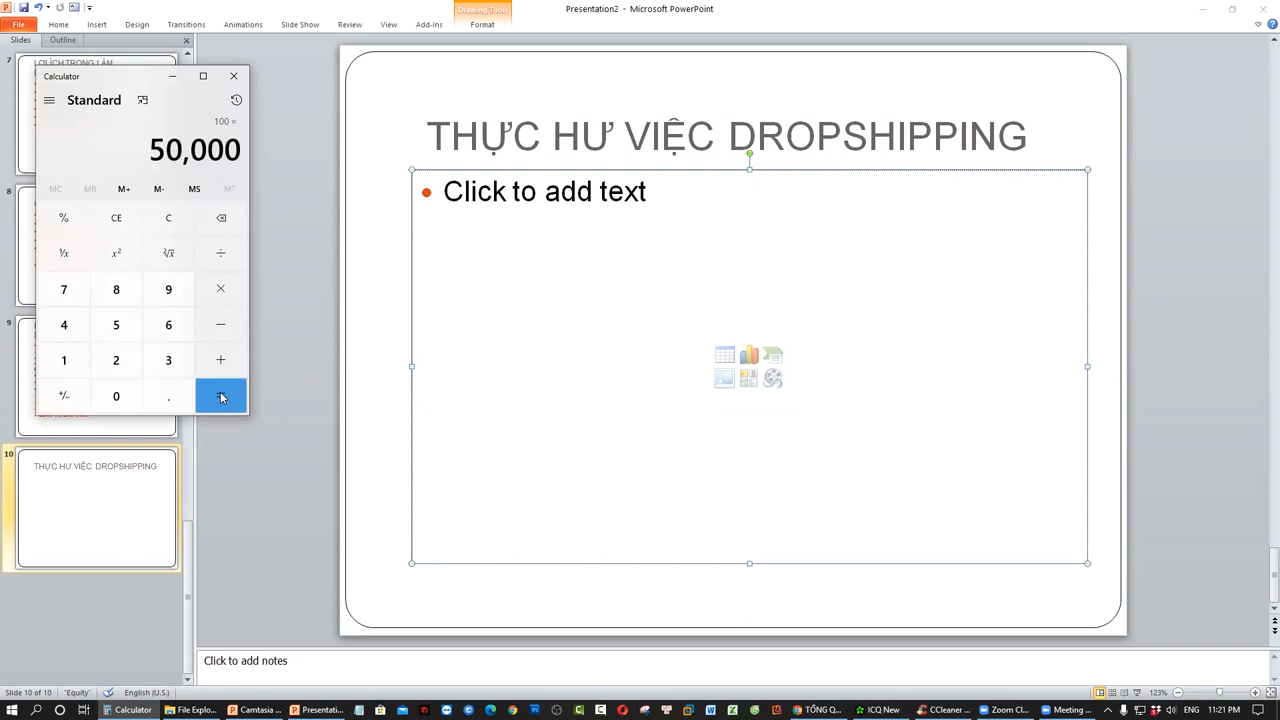 Drawing Tools
Presentation2 - Microsoft PowerPoint
File Home Insert Design Transitions Animations Slide Show Review View Add-Ins Format
Slides Outline
7
Calculator
Standard
100 ×
50,000
MC MR M+ M- MS
% CE C
7 8 9 ×
4 5 6 −
1 2 3 +
0 .
8
9
10
THỰC HƯ VIỆC DROPSHIPPING
THỰC HƯ VIỆC DROPSHIPPING
Click to add text
Click to add notes
Slide 10 of 10 "Equity" English (U.S.) 123%
Calculator File Explo... Camtasia ... Presentati... TỔNG Q... ICQ New CCleaner ... Zoom Cl... Meeting ... ENG 11:21 PM